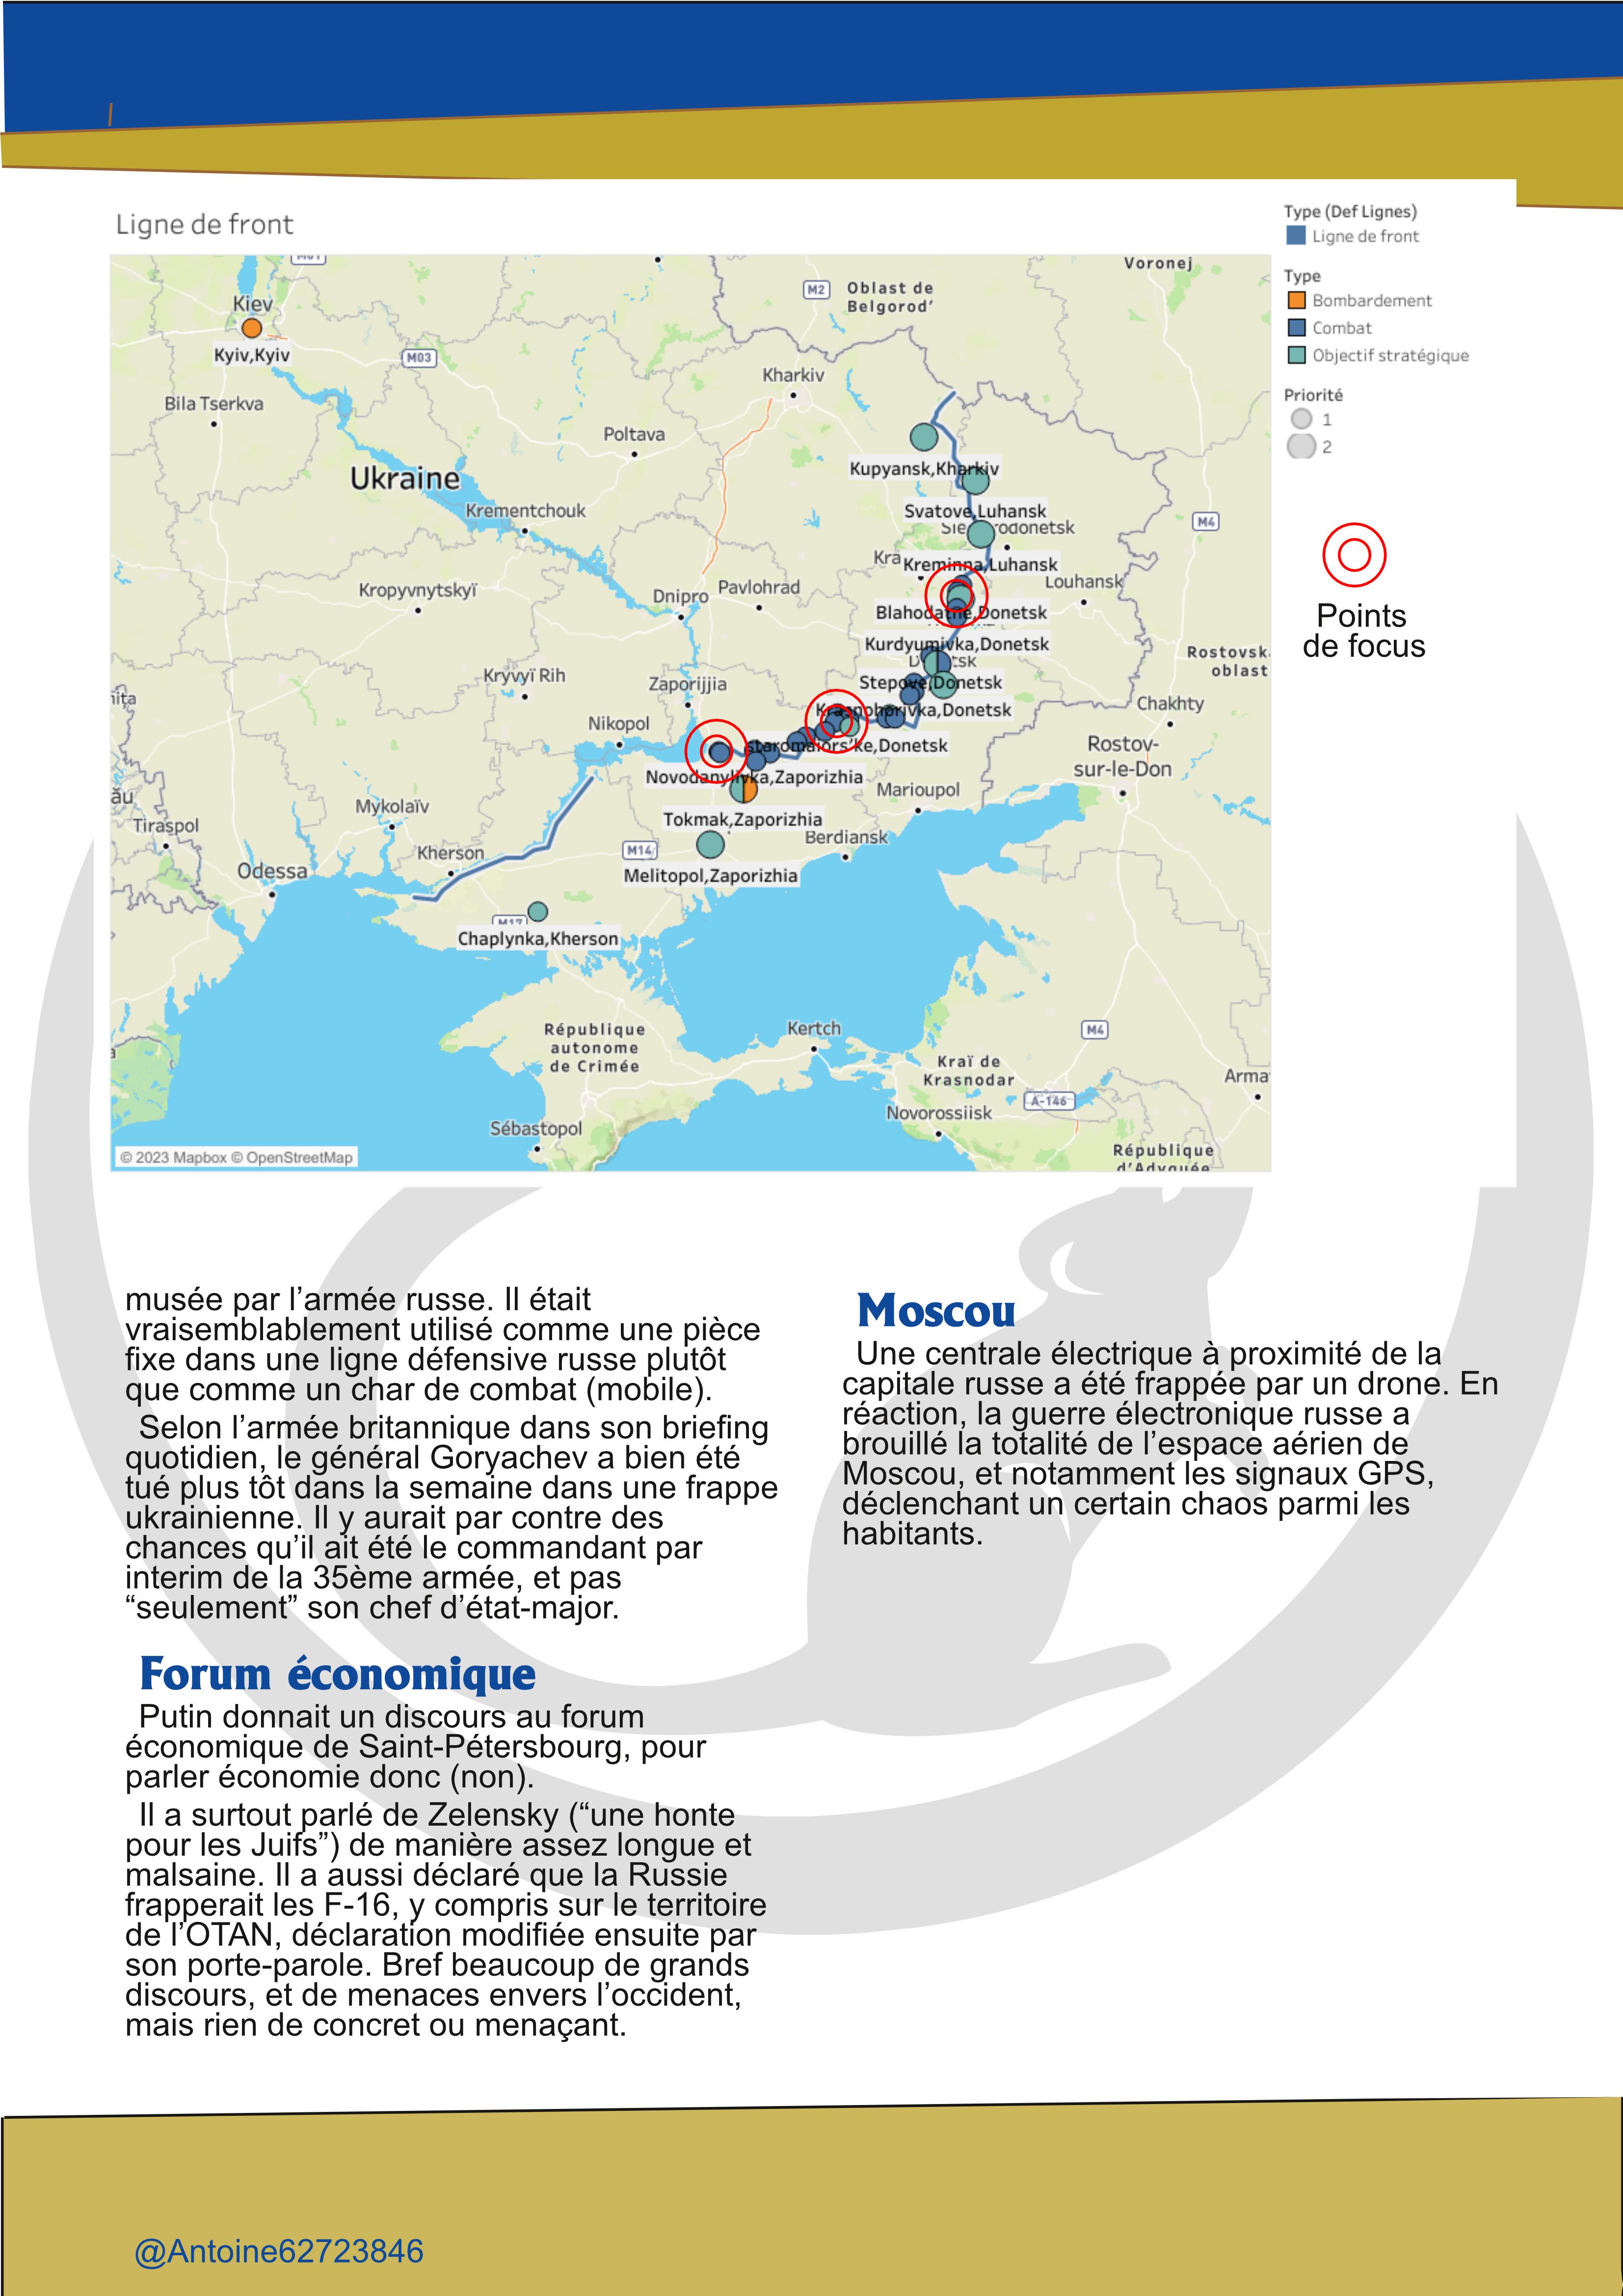 Ligne de front
Type (Def Lignes)
Ligne de front
Type
Bombardement
Combat
Objectif stratégique
Priorité
1
2
Points
de focus
Voronej
M2
Oblast de
Belgorod'
Kiev
Kyiv,Kyiv
M03
Kharkiv
Bila Tserkva
Poltava
Ukraine
Kupyansk,Kharkiv
Krementchouk
Svatove,Luhansk
M4
Kreminna,Luhansk
Louhansk
Kropyvnytskyï
Dnipro
Pavlohrad
Blahodatne,Donetsk
Kurdyumivka,Donetsk
Rostovsk
oblast
Kryvyï Rih
Zaporijjia
Stepove,Donetsk
Chakhty
Nikopol
Krasnohorivka,Donetsk
staromaiors'ke,Donetsk
Rostov-
sur-le-Don
Novodanylivka,Zaporizhia
Marioupol
Mykolaïv
Tiraspol
Tokmak,Zaporizhia
Berdiansk
Kherson
M14
Odessa
Melitopol,Zaporizhia
M17
Chaplynka,Kherson
République
autonome
de Crimée
Kertch
M4
Kraï de
Krasnodar
Arma
A-146
Novorossiisk
Sébastopol
République
d'Adyguée
© 2023 Mapbox © OpenStreetMap
musée par l’armée russe. Il était
vraisemblablement utilisé comme une pièce
fixe dans une ligne défensive russe plutôt
que comme un char de combat (mobile).
Selon l’armée britannique dans son briefing
quotidien, le général Goryachev a bien été
tué plus tôt dans la semaine dans une frappe
ukrainienne. Il y aurait par contre des
chances qu’il ait été le commandant par
interim de la 35ème armée, et pas
“seulement” son chef d’état-major.
Forum économique
Putin donnait un discours au forum
économique de Saint-Pétersbourg, pour
parler économie donc (non).
Il a surtout parlé de Zelensky (“une honte
pour les Juifs”) de manière assez longue et
malsaine. Il a aussi déclaré que la Russie
frapperait les F-16, y compris sur le territoire
de l’OTAN, déclaration modifiée ensuite par
son porte-parole. Bref beaucoup de grands
discours, et de menaces envers l’occident,
mais rien de concret ou menaçant.
Moscou
Une centrale électrique à proximité de la
capitale russe a été frappée par un drone. En
réaction, la guerre électronique russe a
brouillé la totalité de l’espace aérien de
Moscou, et notamment les signaux GPS,
déclenchant un certain chaos parmi les
habitants.
@Antoine62723846